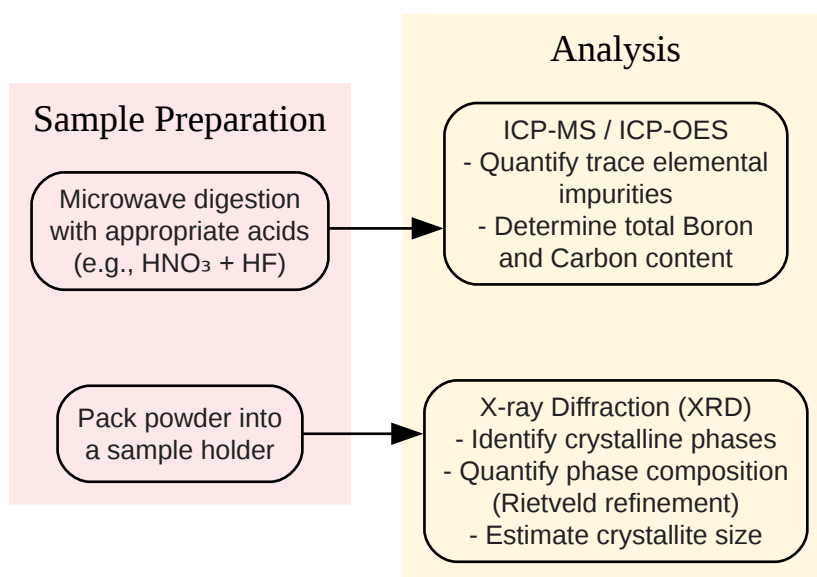 Sample Preparation
Microwave digestion
with appropriate acids
(e.g., HNO₃ + HF)
Pack powder into
a sample holder
Analysis
ICP-MS / ICP-OES
- Quantify trace elemental
impurities
- Determine total Boron
and Carbon content
X-ray Diffraction (XRD)
- Identify crystalline phases
- Quantify phase composition
(Rietveld refinement)
- Estimate crystallite size